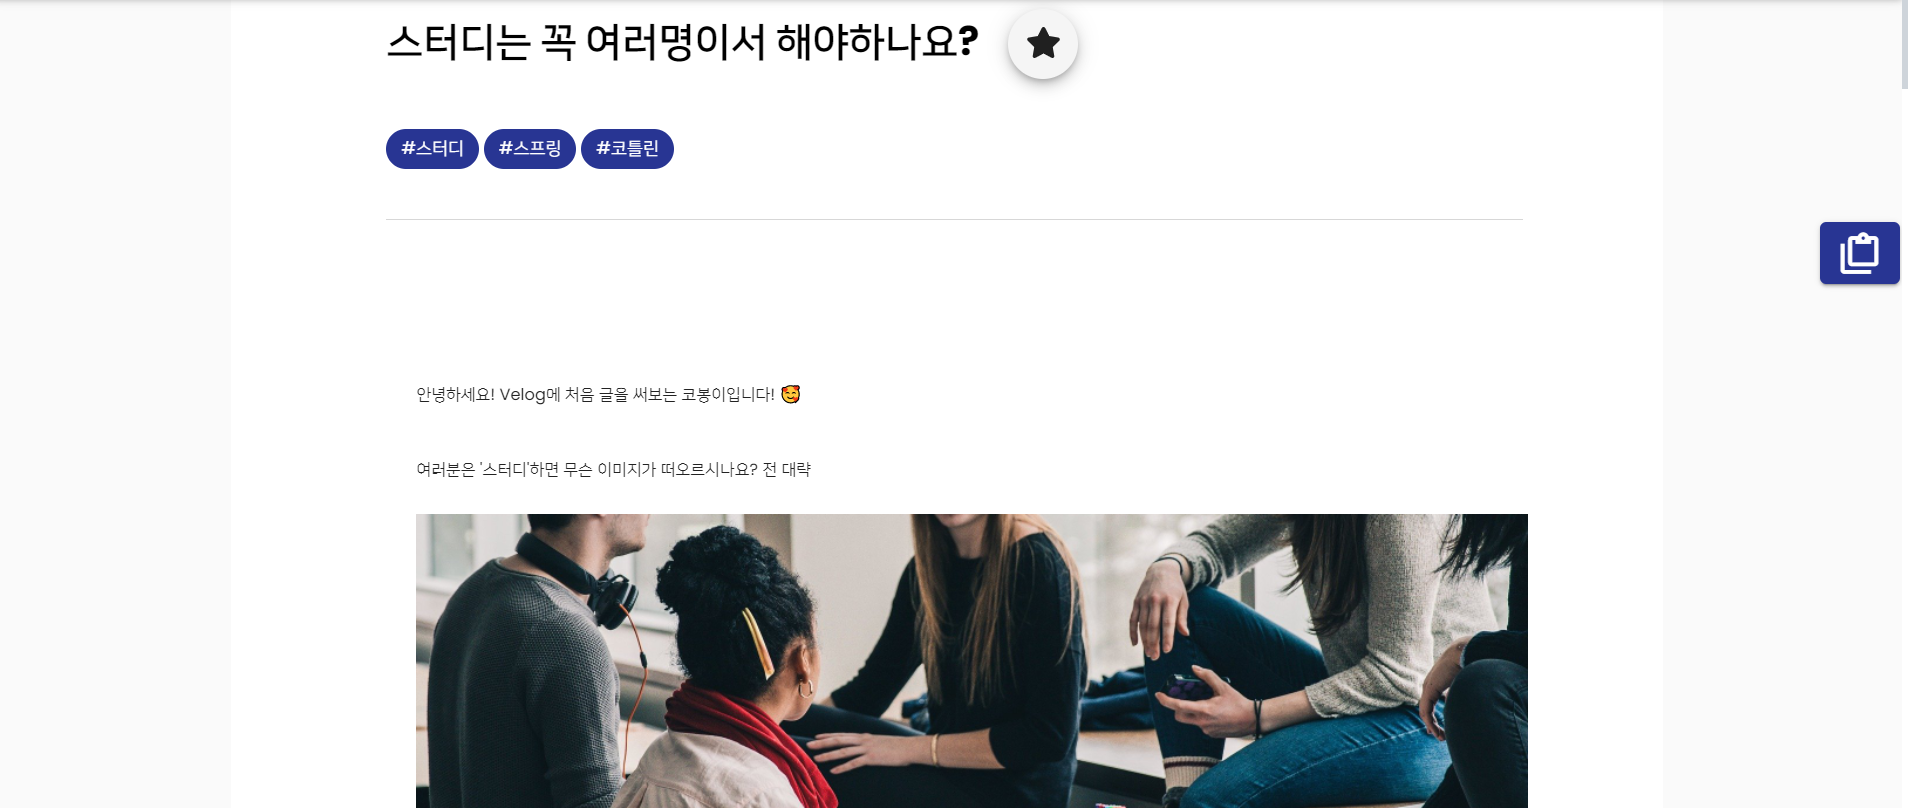 스터디는 꼭 여러명이서 해야하나요?
#스터디 #스프링 #코틀린
안녕하세요! Velog에 처음 글을 써보는 코봉이입니다! 🥰
여러분은 '스터디'하면 무슨 이미지가 떠오르시나요? 전 대략